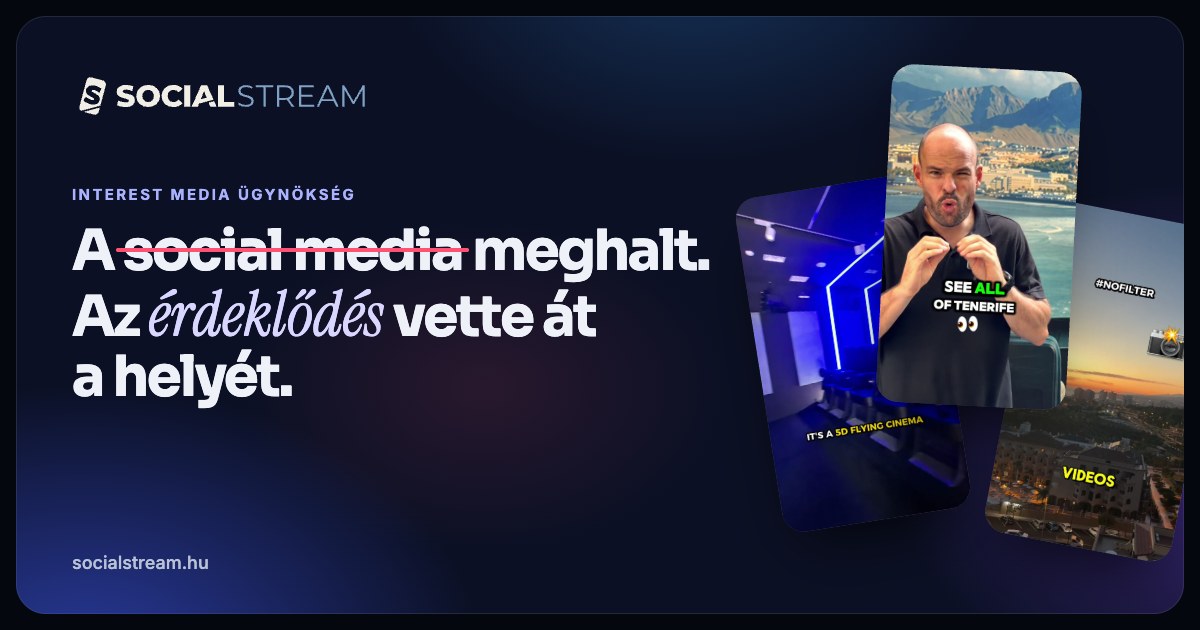 SOCIALSTREAM
INTEREST MEDIA ÜGYNÖKSÉG
A social media meghalt.
Az érdeklődés vette át
a helyét.
socialstream.hu
SEE ALL
OF TENERIFE
IT'S A 5D FLYING CINEMA
#NOFILTER
VIDEOS